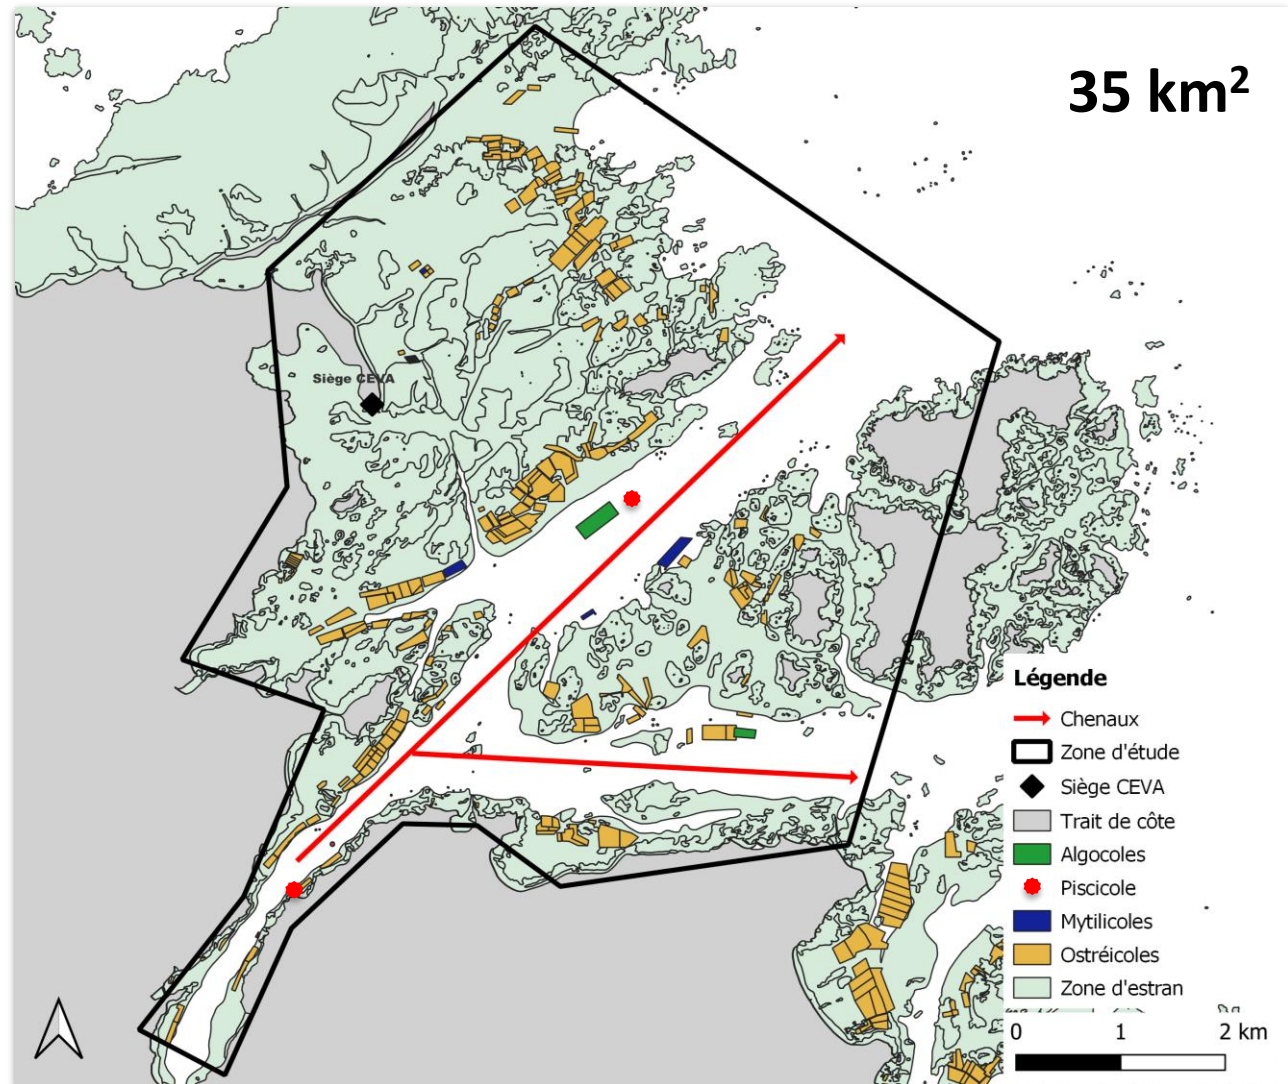 35 km²
Siège CEVA
Légende
Chenaux
Zone d'étude
Siège CEVA
Trait de côte
Algocoles
Piscicole
Mytilicoles
Ostréicoles
Zone d'estran
0 1 2 km